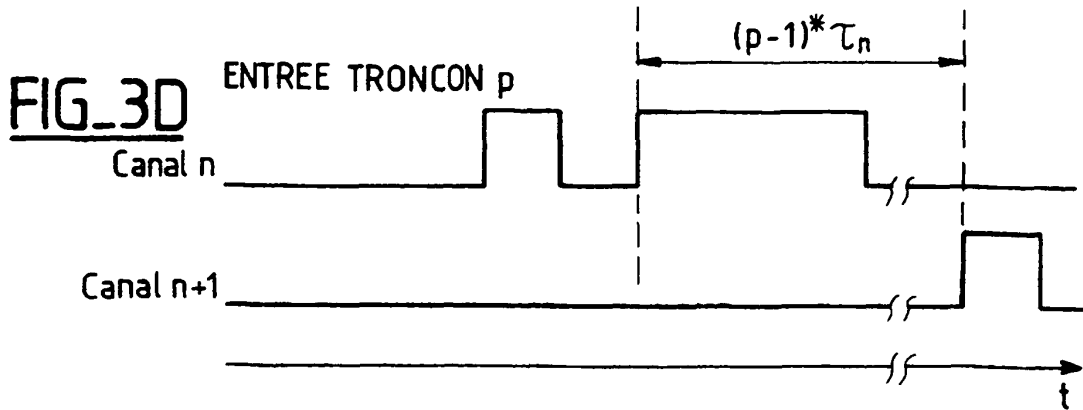 (p-1)* τn
ENTREE TRONCON p
FIG_3D
Canal n
Canal n+1
t